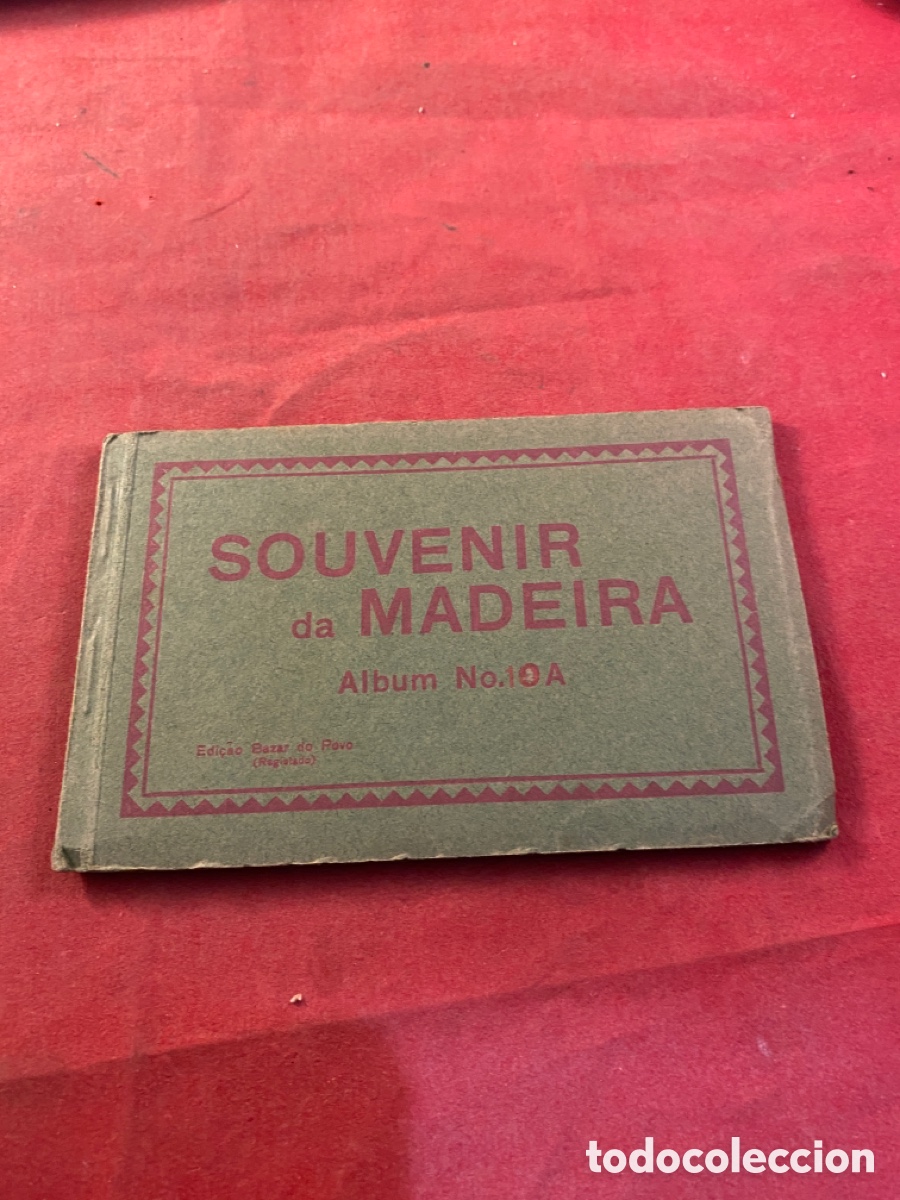 SOUVENIR
da MADEIRA
Album No.10A
Edição Bazar do Povo
(Registado)
todocoleccion